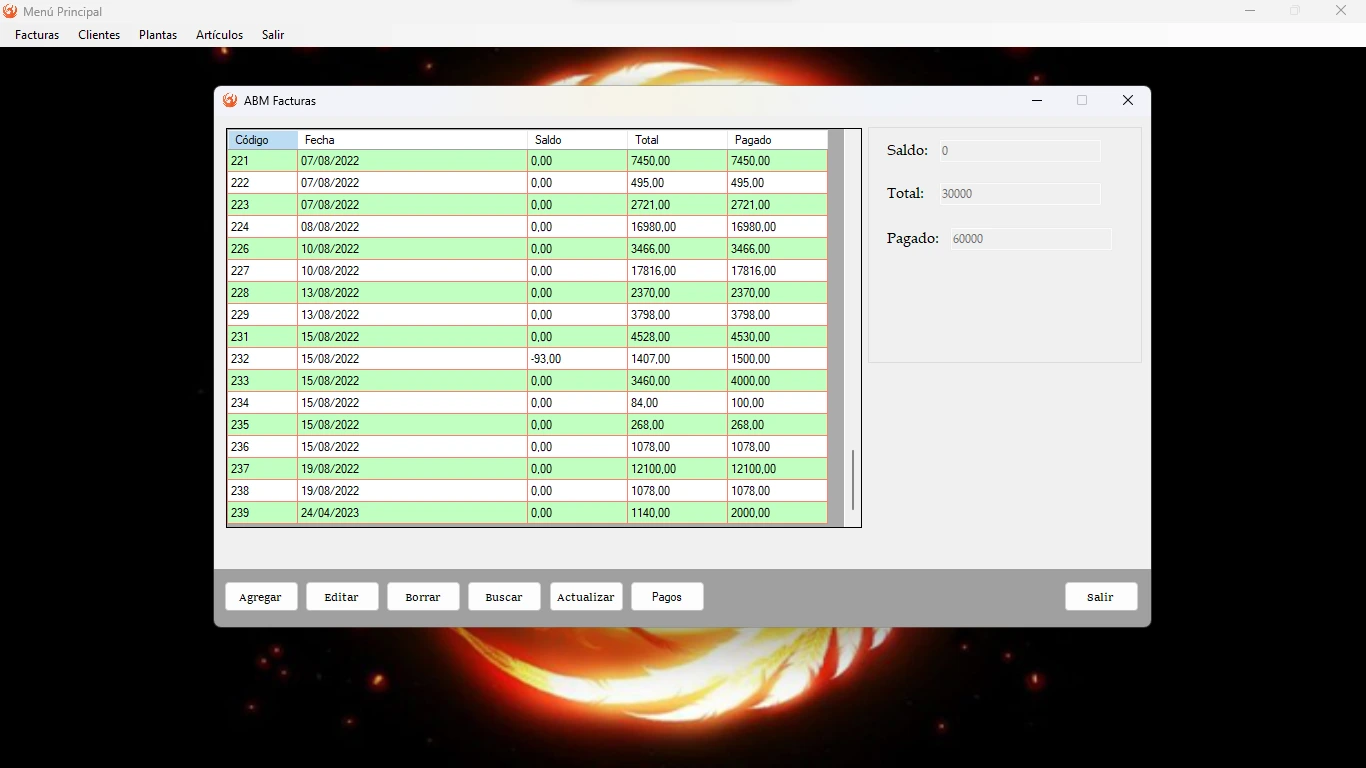 Menú Principal
Facturas Clientes Plantas Artículos Salir
ABM Facturas
Código Fecha Saldo Total Pagado
221 07/08/2022 0,00 7450,00 7450,00
222 07/08/2022 0,00 495,00 495,00
223 07/08/2022 0,00 2721,00 2721,00
224 08/08/2022 0,00 16980,00 16980,00
226 10/08/2022 0,00 3466,00 3466,00
227 10/08/2022 0,00 17816,00 17816,00
228 13/08/2022 0,00 2370,00 2370,00
229 13/08/2022 0,00 3798,00 3798,00
231 15/08/2022 0,00 4528,00 4530,00
232 15/08/2022 -93,00 1407,00 1500,00
233 15/08/2022 0,00 3460,00 4000,00
234 15/08/2022 0,00 84,00 100,00
235 15/08/2022 0,00 268,00 268,00
236 15/08/2022 0,00 1078,00 1078,00
237 19/08/2022 0,00 12100,00 12100,00
238 19/08/2022 0,00 1078,00 1078,00
239 24/04/2023 0,00 1140,00 2000,00
Saldo: 0
Total: 30000
Pagado: 60000
Agregar Editar Borrar Buscar Actualizar Pagos Salir